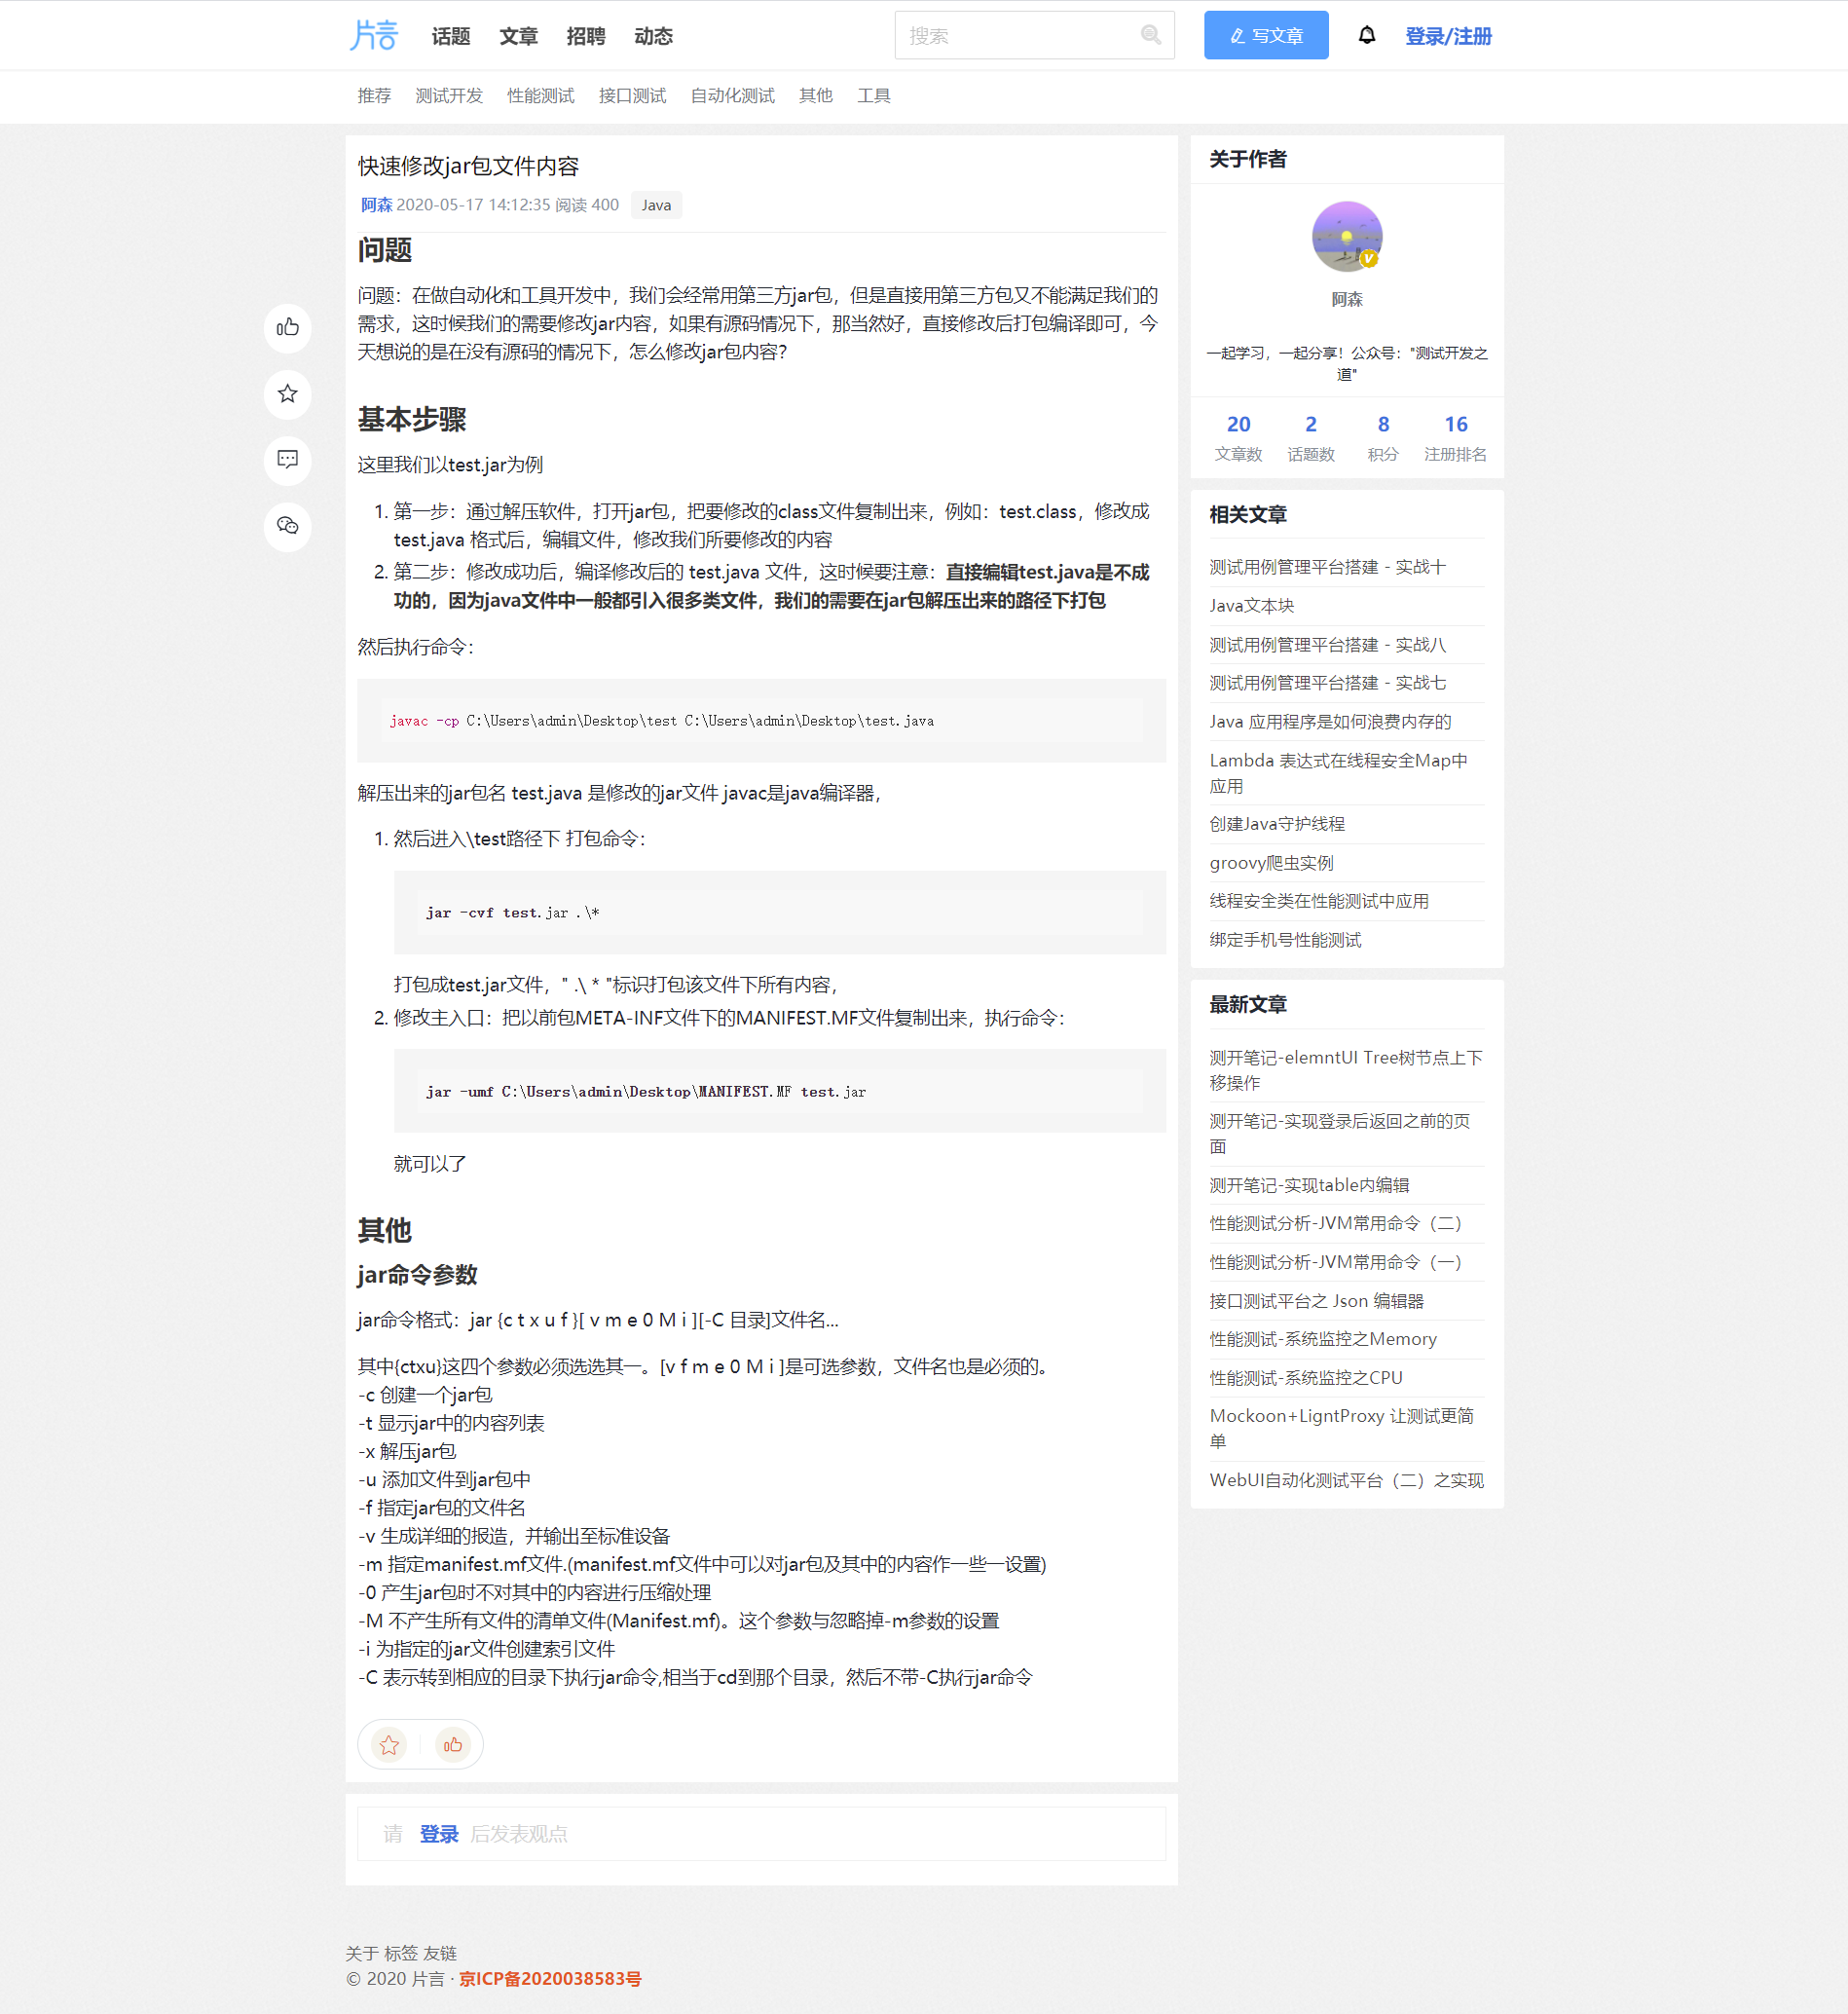 片言 话题 文章 招聘 动态 搜索 写文章 登录/注册
推荐 测试开发 性能测试 接口测试 自动化测试 其他 工具
快速修改jar包文件内容
阿森 2020-05-17 14:12:35 阅读 400 Java
问题
问题：在做自动化和工具开发中，我们会经常用第三方jar包，但是直接用第三方包又不能满足我们的
需求，这时候我们的需要修改jar内容，如果有源码情况下，那当然好，直接修改后打包编译即可，今
天想说的是在没有源码的情况下，怎么修改jar包内容？
基本步骤
这里我们以test.jar为例
1. 第一步：通过解压软件，打开jar包，把要修改的class文件复制出来，例如：test.class，修改成
test.java 格式后，编辑文件，修改我们所要修改的内容
2. 第二步：修改成功后，编译修改后的 test.java 文件，这时候要注意：直接编辑test.java是不成
功的，因为java文件中一般都引入很多类文件，我们的需要在jar包解压出来的路径下打包
然后执行命令：
javac -cp C:\Users\admin\Desktop\test C:\Users\admin\Desktop\test.java
解压出来的jar包名 test.java 是修改的jar文件 javac是java编译器，
1. 然后进入\test路径下 打包命令：
jar -cvf test.jar .\*
打包成test.jar文件，" .\ * "标识打包该文件下所有内容，
2. 修改主入口：把以前包META-INF文件下的MANIFEST.MF文件复制出来，执行命令：
jar -umf C:\Users\admin\Desktop\MANIFEST.MF test.jar
就可以了
其他
jar命令参数
jar命令格式：jar {c t x u f }[ v m e 0 M i ][-C 目录]文件名...
其中{ctxu}这四个参数必须选选其一。[v f m e 0 M i ]是可选参数，文件名也是必须的。
-c 创建一个jar包
-t 显示jar中的内容列表
-x 解压jar包
-u 添加文件到jar包中
-f 指定jar包的文件名
-v 生成详细的报造，并输出至标准设备
-m 指定manifest.mf文件.(manifest.mf文件中可以对jar包及其中的内容作一些一设置)
-0 产生jar包时不对其中的内容进行压缩处理
-M 不产生所有文件的清单文件(Manifest.mf)。这个参数与忽略掉-m参数的设置
-i 为指定的jar文件创建索引文件
-C 表示转到相应的目录下执行jar命令,相当于cd到那个目录，然后不带-C执行jar命令
请 登录 后发表观点
关于作者
V
阿森
一起学习，一起分享！公众号："测试开发之
道"
20 2 8 16
文章数 话题数 积分 注册排名
相关文章
测试用例管理平台搭建 - 实战十
Java文本块
测试用例管理平台搭建 - 实战八
测试用例管理平台搭建 - 实战七
Java 应用程序是如何浪费内存的
Lambda 表达式在线程安全Map中
应用
创建Java守护线程
groovy爬虫实例
线程安全类在性能测试中应用
绑定手机号性能测试
最新文章
测开笔记-elemntUI Tree树节点上下
移操作
测开笔记-实现登录后返回之前的页
面
测开笔记-实现table内编辑
性能测试分析-JVM常用命令（二）
性能测试分析-JVM常用命令（一）
接口测试平台之 Json 编辑器
性能测试-系统监控之Memory
性能测试-系统监控之CPU
Mockoon+LigntProxy 让测试更简
单
WebUI自动化测试平台（二）之实现
关于 标签 友链
© 2020 片言 · 京ICP备2020038583号